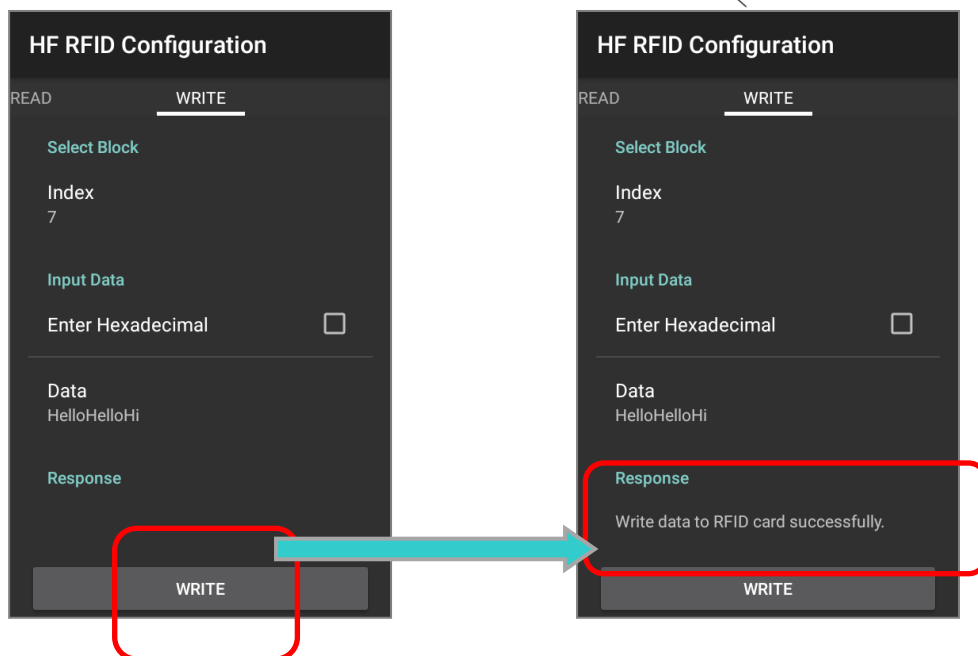 HF RFID Configuration
READ WRITE
Select Block
Index
7
Input Data
Enter Hexadecimal
Data
HelloHelloHi
Response
WRITE
HF RFID Configuration
READ WRITE
Select Block
Index
7
Input Data
Enter Hexadecimal
Data
HelloHelloHi
Response
Write data to RFID card successfully.
WRITE